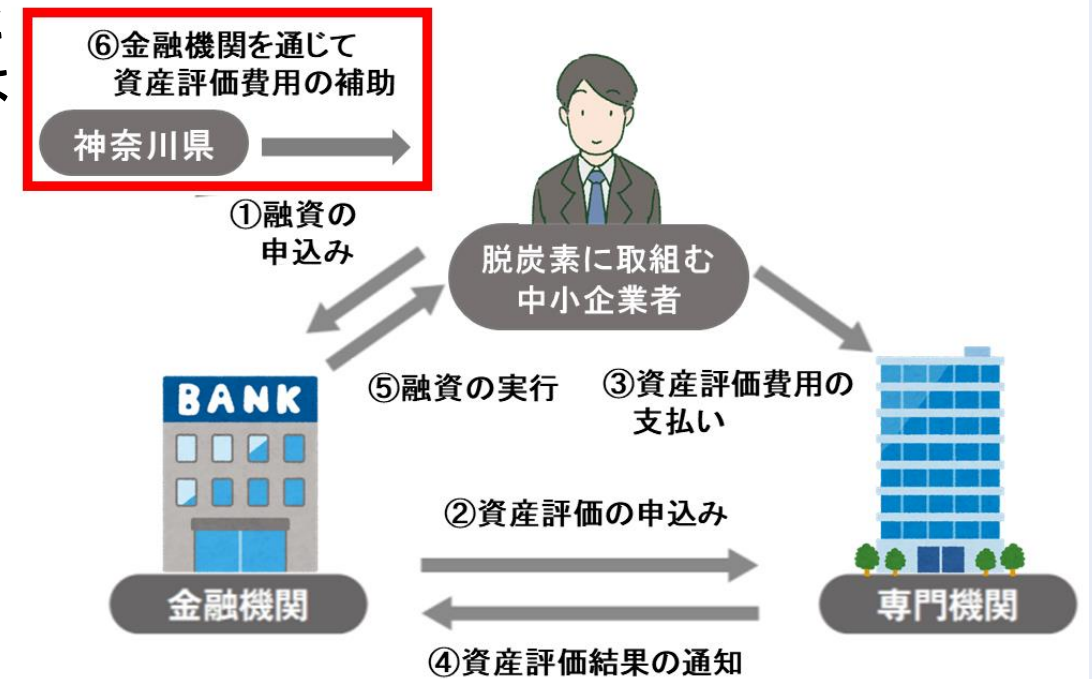 ⑥金融機関を通じて
資産評価費用の補助
神奈川県
①融資の
申込み
脱炭素に取組む
中小企業者
⑤融資の実行
③資産評価費用の
支払い
BANK
②資産評価の申込み
金融機関
専門機関
④資産評価結果の通知